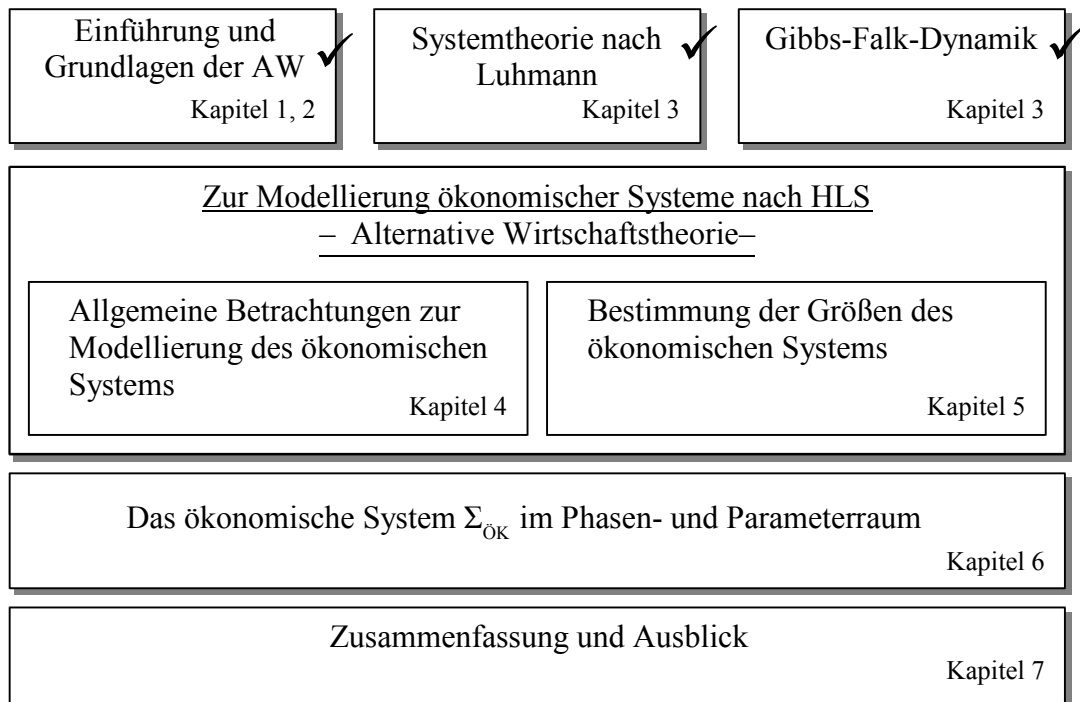 Einführung und
Grundlagen der AW
Kapitel 1, 2
Systemtheorie nach
Luhmann
Kapitel 3
Gibbs-Falk-Dynamik
Kapitel 3
Zur Modellierung ökonomischer Systeme nach HLS
– Alternative Wirtschaftstheorie–
Allgemeine Betrachtungen zur
Modellierung des ökonomischen
Systems
Kapitel 4
Bestimmung der Größen des
ökonomischen Systems
Kapitel 5
Das ökonomische System Σ_ÖK im Phasen- und Parameterraum
Kapitel 6
Zusammenfassung und Ausblick
Kapitel 7